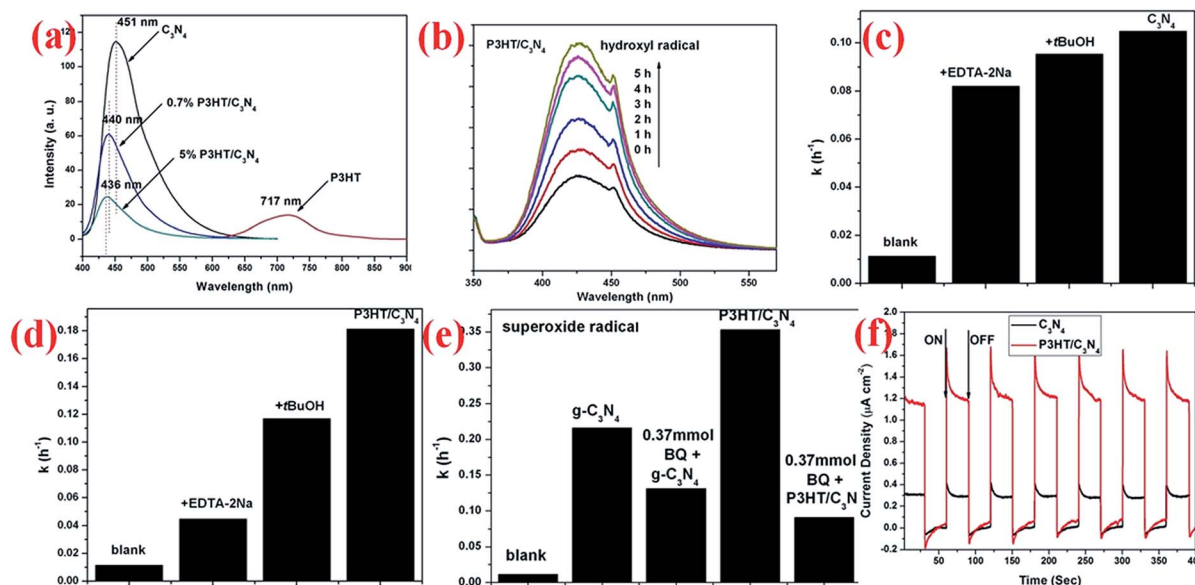 (a)
451 nm
C₃N₄
0.7% P3HT/C₃N₄
440 nm
5% P3HT/C₃N₄
436 nm
P3HT
717 nm
Intensity (a. u.)
120
100
80
60
40
20
0
400 450 500 550 600 650 700 750 800 850 900
Wavelength (nm)
(b)
P3HT/C₃N₄
hydroxyl radical
5 h
4 h
3 h
2 h
1 h
0 h
350 400 450 500 550
Wavelength (nm)
(c)
C₃N₄
+tBuOH
+EDTA-2Na
blank
k (h⁻¹)
0.10
0.08
0.06
0.04
0.02
0.00
(d)
P3HT/C₃N₄
+tBuOH
+EDTA-2Na
blank
k (h⁻¹)
0.18
0.16
0.14
0.12
0.10
0.08
0.06
0.04
0.02
0.00
(e)
superoxide radical
P3HT/C₃N₄
g-C₃N₄
0.37mmol
BQ +
g-C₃N₄
0.37mmol
BQ +
P3HT/C₃N
blank
k (h⁻¹)
0.35
0.30
0.25
0.20
0.15
0.10
0.05
0.00
(f)
ON
OFF
C₃N₄
P3HT/C₃N₄
Current Density (μA cm⁻²)
2.0
1.8
1.6
1.4
1.2
1.0
0.8
0.6
0.4
0.2
0.0
-0.2
0 50 100 150 200 250 300 350
Time (Sec)